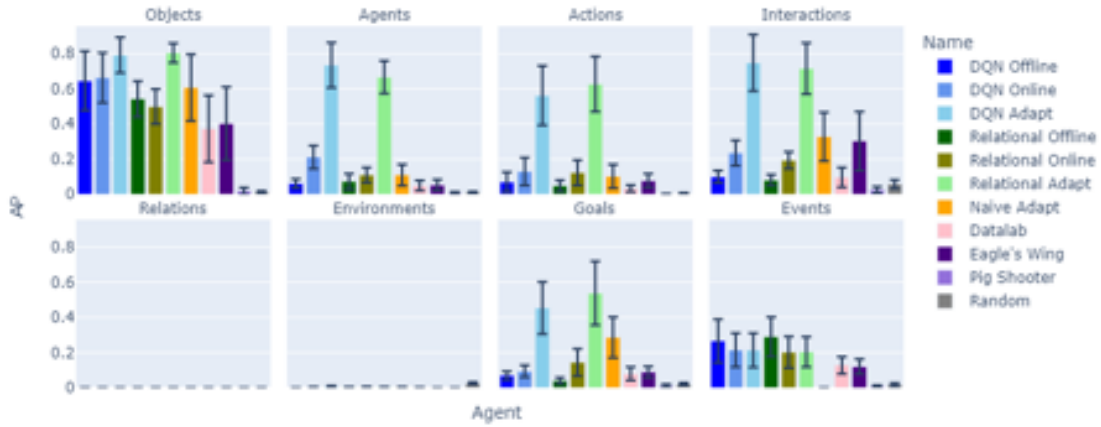 Objects
Agents
Actions
Interactions
0.8
0.6
0.4
0.2
0
Relations
Environments
Goals
Events
0.8
0.6
0.4
0.2
0
AP
Agent
Name
DQN Offline
DQN Online
DQN Adapt
Relational Offline
Relational Online
Relational Adapt
Naive Adapt
Datalab
Eagle's Wing
Pig Shooter
Random